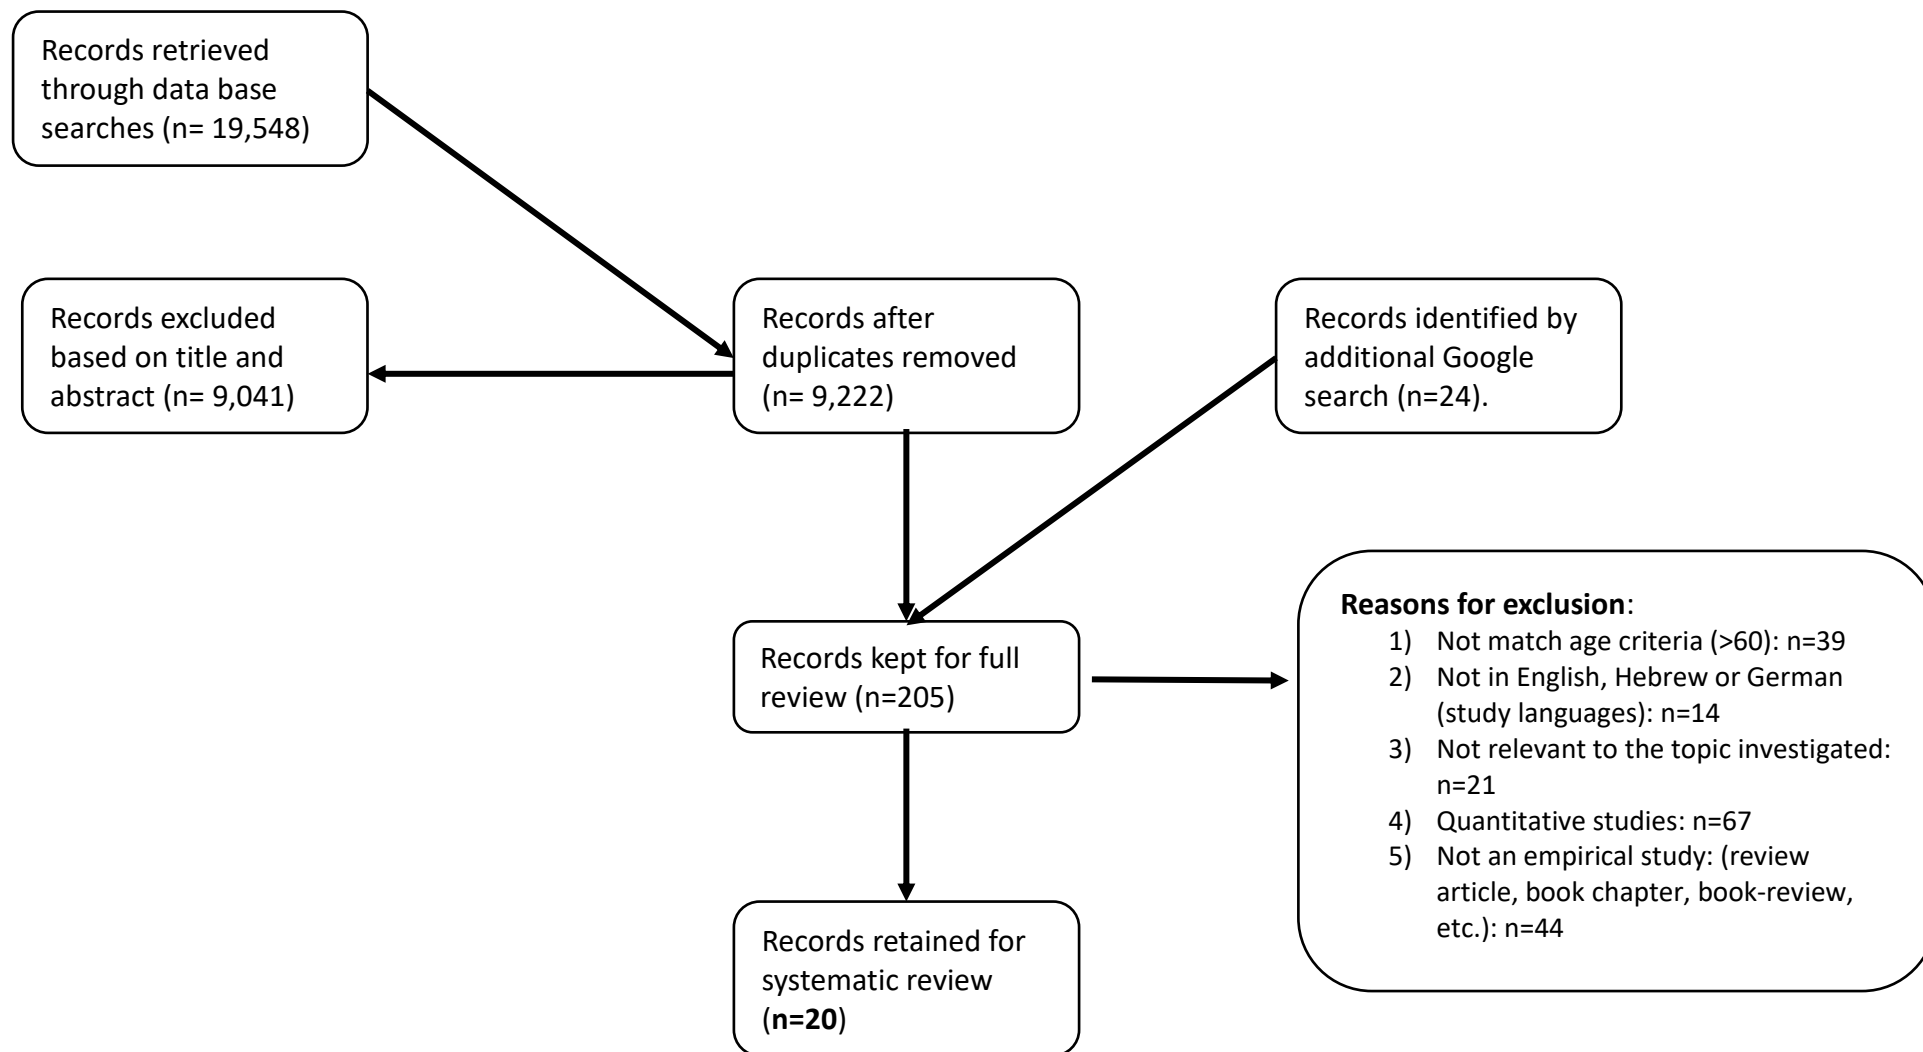 Records retrieved
through data base
searches (n= 19,548)
Records excluded
based on title and
abstract (n= 9,041)
Records after
duplicates removed
(n= 9,222)
Records identified by
additional Google
search (n=24).
Records kept for full
review (n=205)
Reasons for exclusion:
1) Not match age criteria (>60): n=39
2) Not in English, Hebrew or German
(study languages): n=14
3) Not relevant to the topic investigated:
n=21
4) Quantitative studies: n=67
5) Not an empirical study: (review
article, book chapter, book-review,
etc.): n=44
Records retained for
systematic review
(n=20)